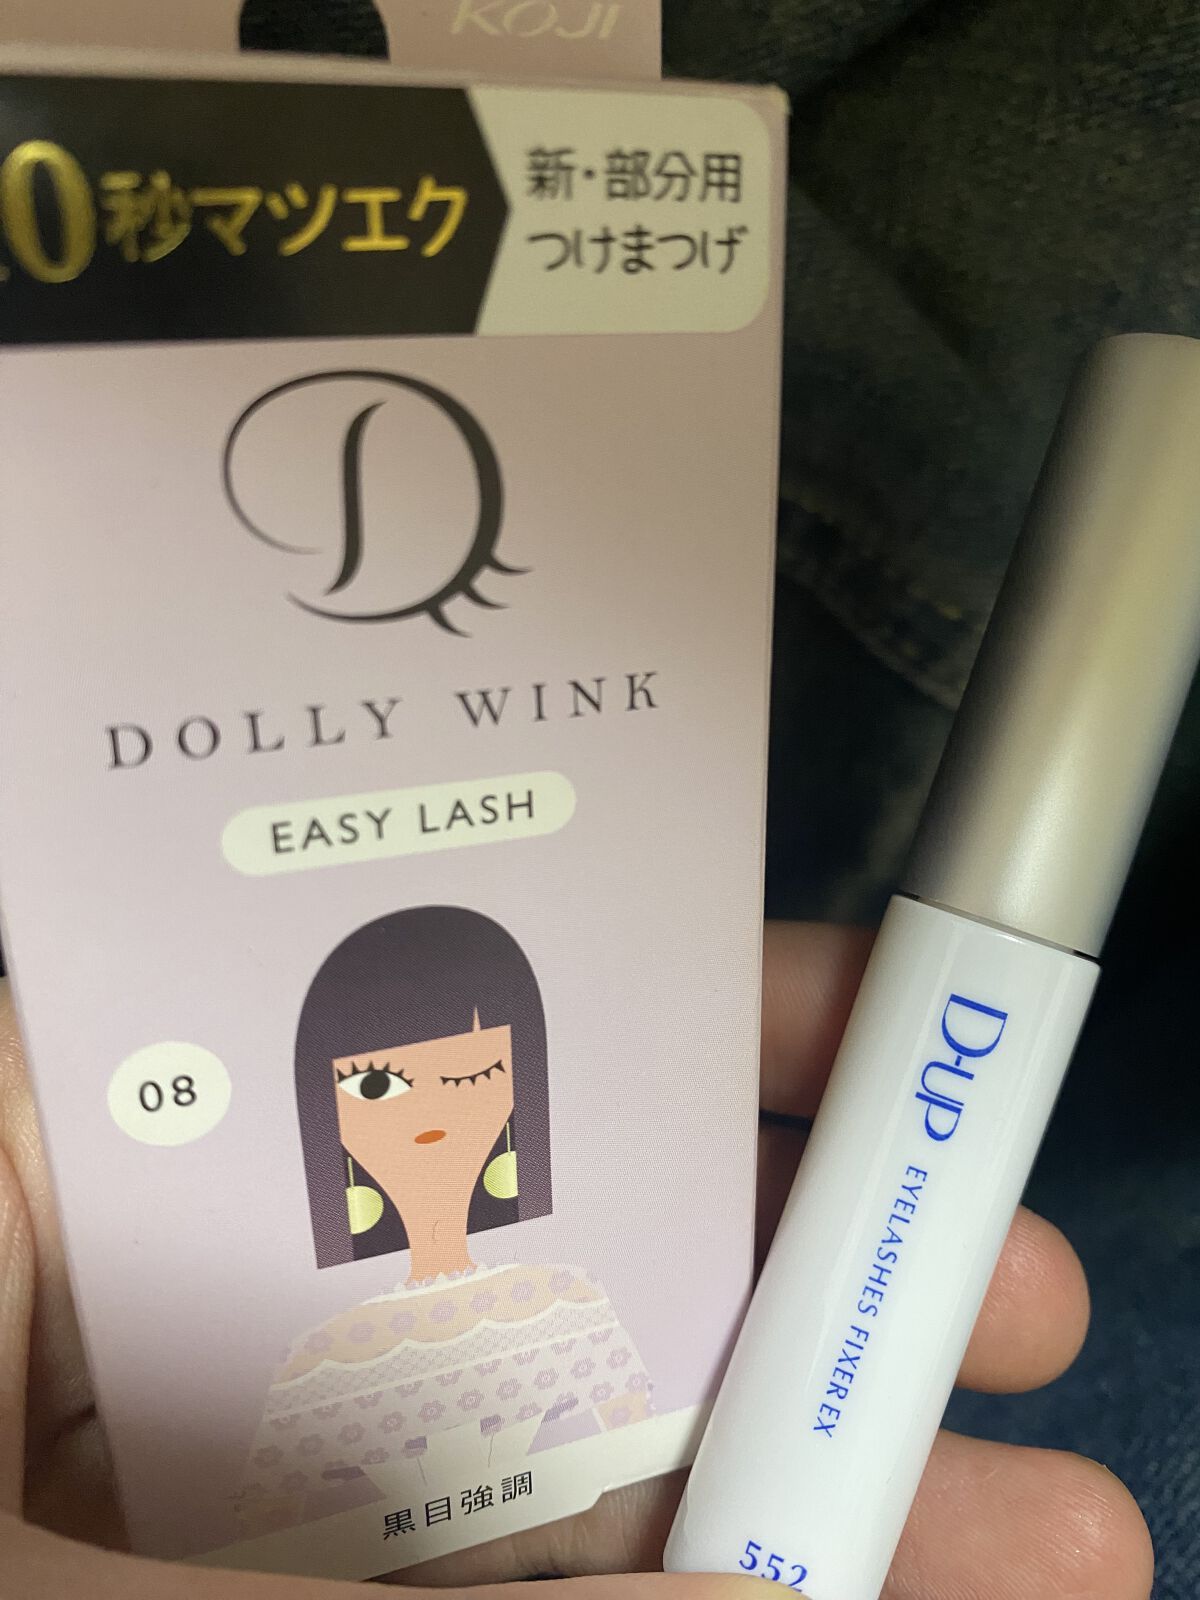 KOJI
10秒マツエク
新・部分用
つけまつげ
DOLLY WINK
EASY LASH
08
黒目強調
D-UP
EYELASHES FIXER EX
552